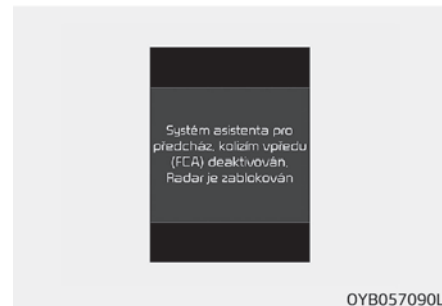 Systém asistenta pro
předcház. kolizím vpředu
(FCA) deaktivován.
Radar je zablokován
OYB057090L